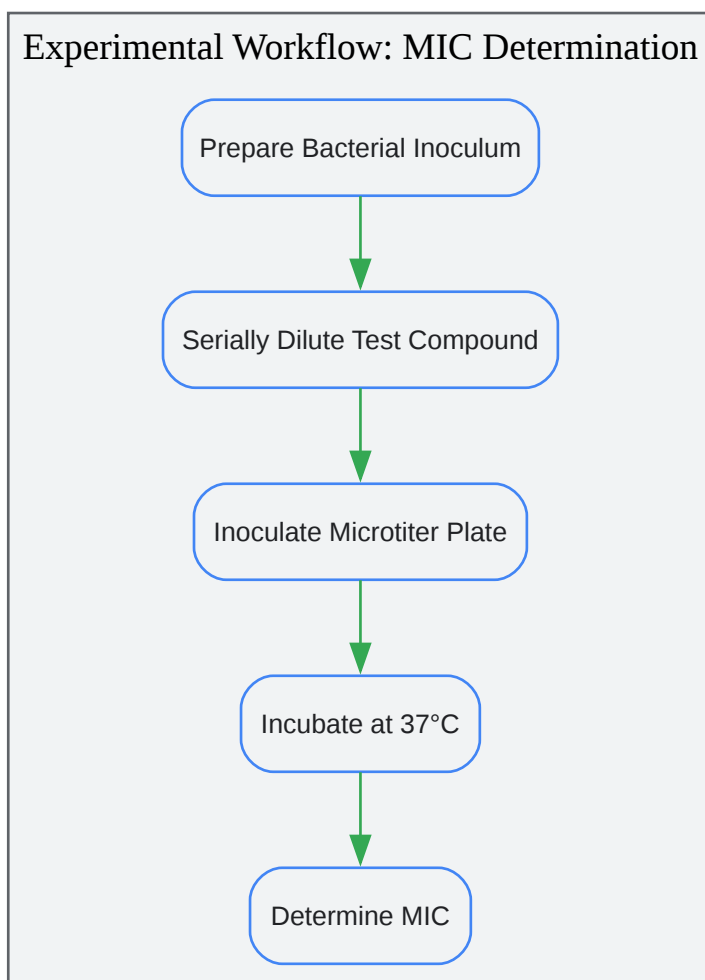 Experimental Workflow: MIC Determination
Prepare Bacterial Inoculum
Serially Dilute Test Compound
Inoculate Microtiter Plate
Incubate at 37°C
Determine MIC